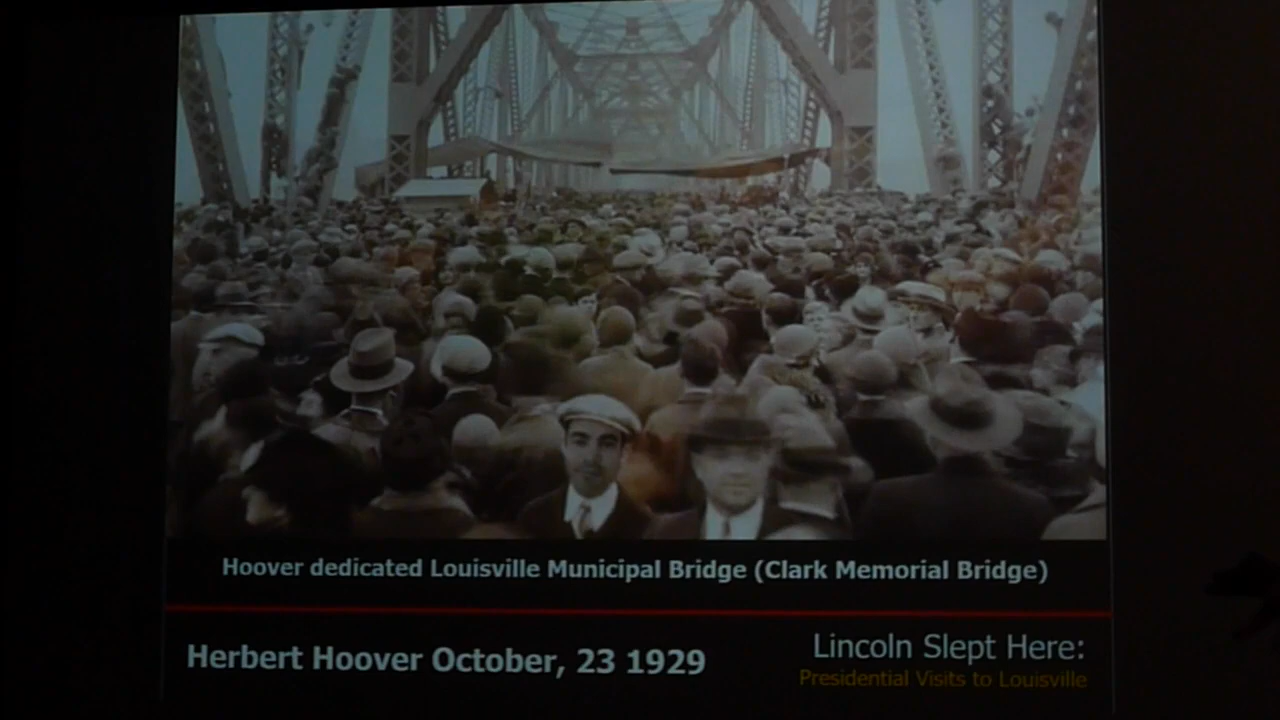 Hoover dedicated Louisville Municipal Bridge (Clark Memorial Bridge)
Herbert Hoover October, 23 1929
Lincoln Slept Here:
Presidential Visits to Louisville